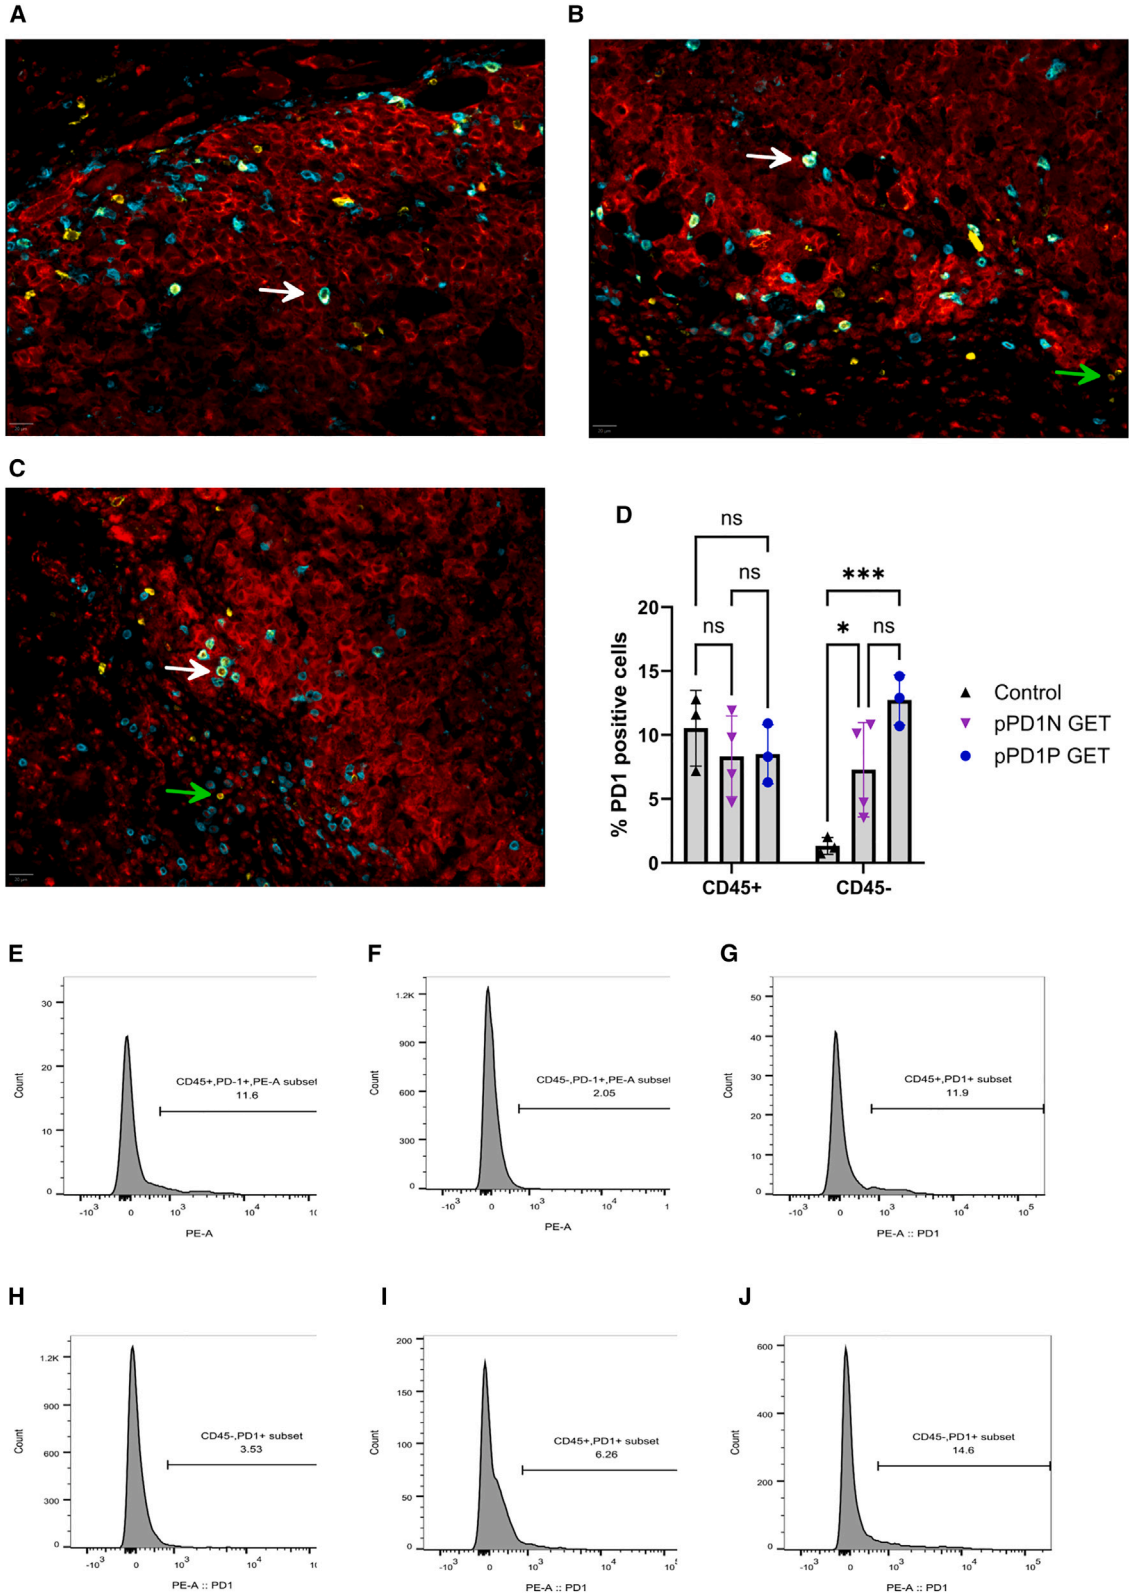 A
B
20 µm
20 µm
C
20 µm
D
ns
ns
***
ns
*
ns
% PD1 positive cells
20
15
10
5
0
CD45+
CD45-
Control
pPD1N GET
pPD1P GET
E
Count
30
20
10
0
CD45+,PD-1+,PE-A subset
11.6
-10³ 0 10³ 10⁴
PE-A
F
Count
1.2K
900
600
300
0
CD45-,PD-1+,PE-A subset
2.05
-10³ 0 10³ 10⁴
PE-A
G
Count
50
40
30
20
10
0
CD45+,PD1+ subset
11.9
-10³ 0 10³ 10⁴ 10⁵
PE-A :: PD1
H
Count
1.2K
900
600
300
0
CD45-,PD1+ subset
3.53
-10³ 0 10³ 10⁴
PE-A :: PD1
I
Count
200
150
100
50
0
CD45+,PD1+ subset
6.26
-10³ 0 10³ 10⁴
PE-A :: PD1
J
Count
600
400
200
0
CD45-,PD1+ subset
14.6
-10³ 0 10³ 10⁴ 10⁵
PE-A :: PD1